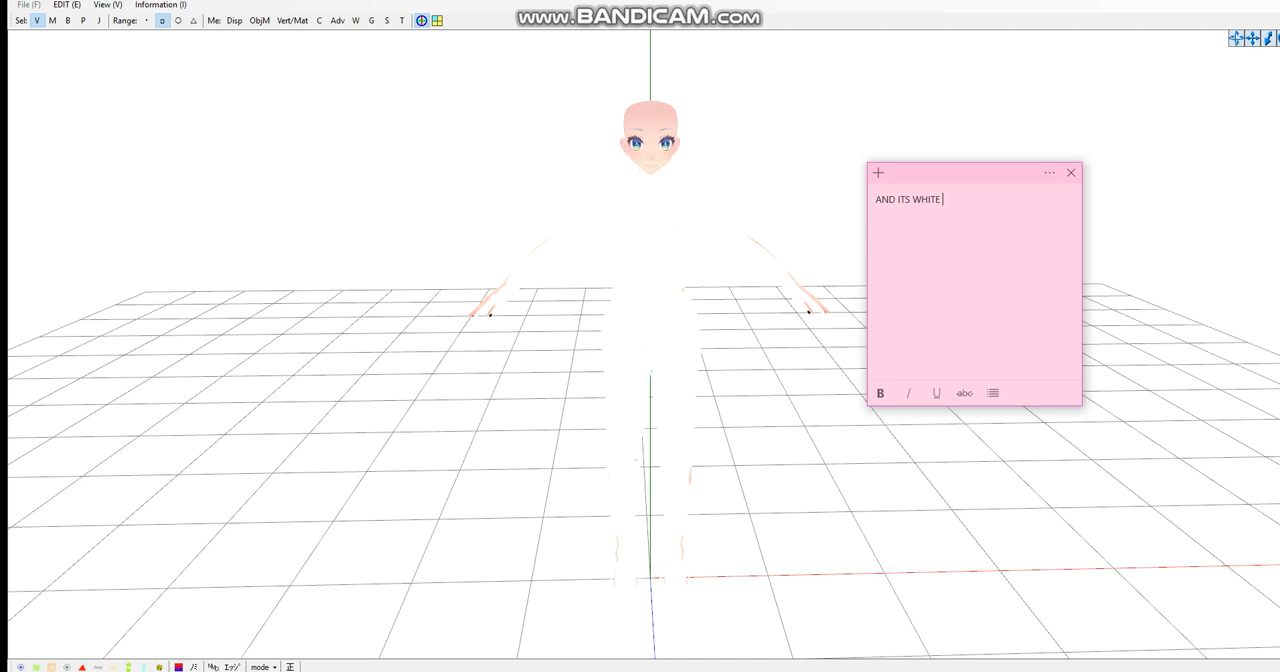 File (F) EDIT (E) View (V) Information (I)
Sel: V M B P J Range: Me: Disp ObjM Vert/Mat C Adv W G S T
www.BANDICAM.com
AND ITS WHITE
B / U abc
mode 正